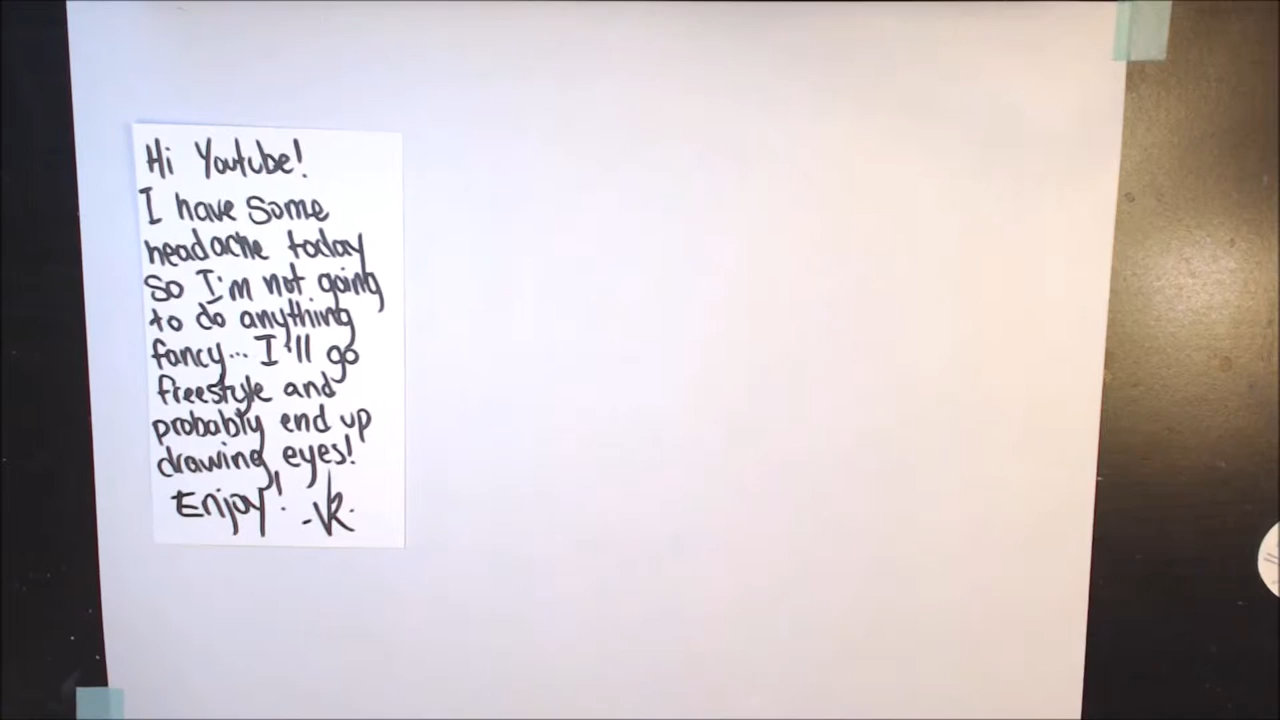 Hi Youtube!
I have some
headache today
so I'm not going
to do anything
fancy... I'll go
freestyle and
probably end up
drawing eyes!
Enjoy! -VR-